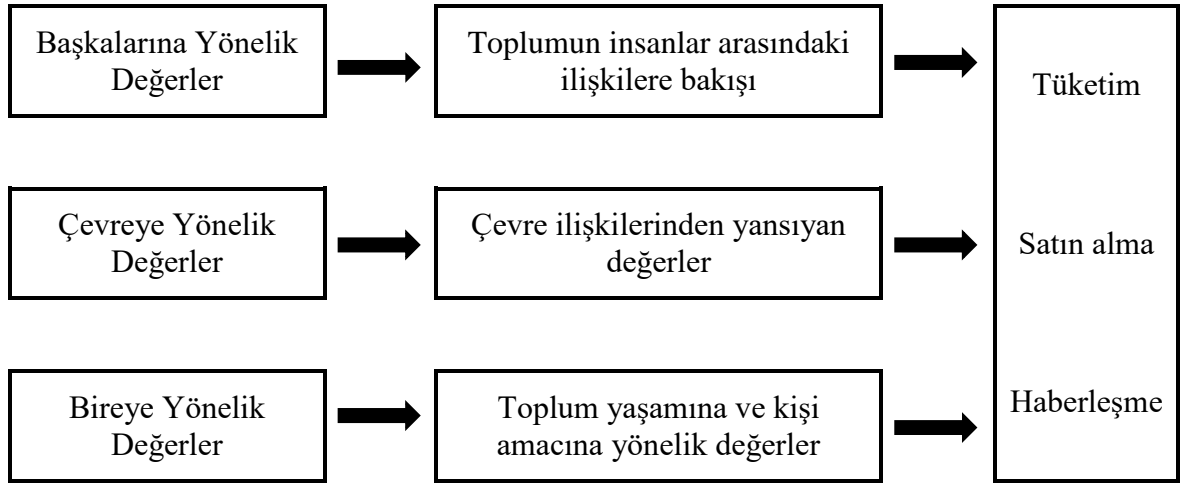 Başkalarına Yönelik
Değerler
Toplumun insanlar arasındaki
ilişkilere bakışı
Tüketim
Çevreye Yönelik
Değerler
Çevre ilişkilerinden yansıyan
değerler
Satın alma
Bireye Yönelik
Değerler
Toplum yaşamına ve kişi
amacına yönelik değerler
Haberleşme